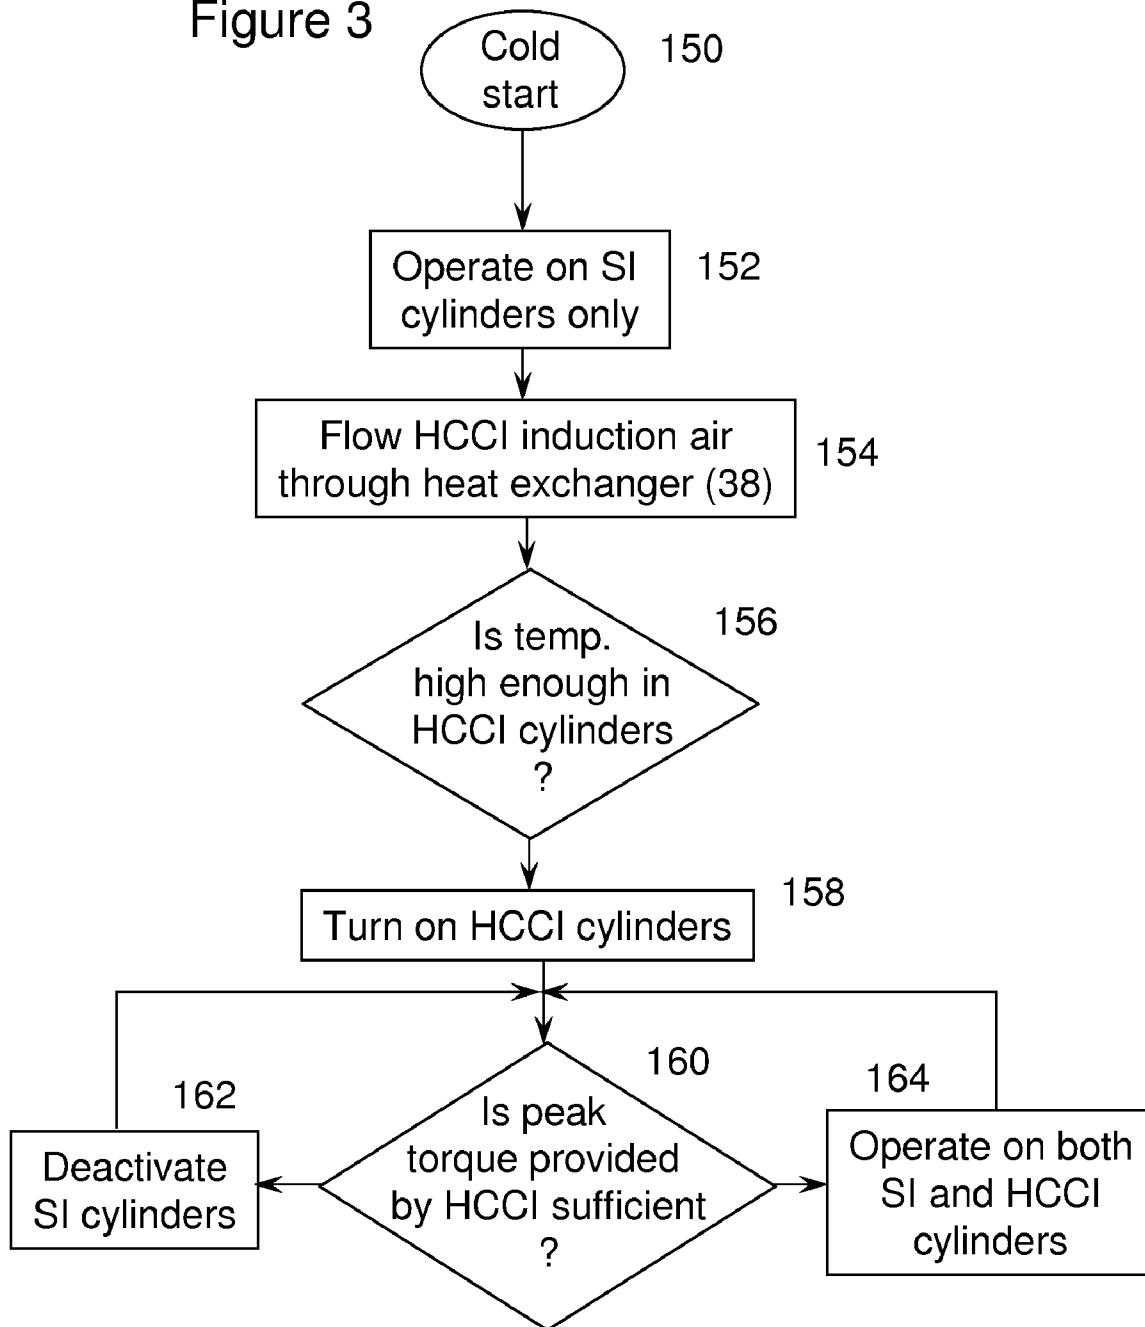 Figure 3
Cold
start
150
Operate on SI
cylinders only
152
Flow HCCI induction air
through heat exchanger (38)
154
Is temp.
high enough in
HCCI cylinders
?
156
Turn on HCCI cylinders
158
Is peak
torque provided
by HCCI sufficient
?
160
162
Deactivate
SI cylinders
164
Operate on both
SI and HCCI
cylinders